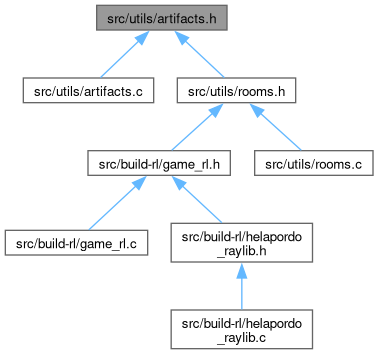 src/utils/artifacts.h
src/utils/artifacts.c
src/utils/rooms.h
src/build-rl/game_rl.h
src/utils/rooms.c
src/build-rl/game_rl.c
src/build-rl/helapordo
_raylib.h
src/build-rl/helapordo
_raylib.c